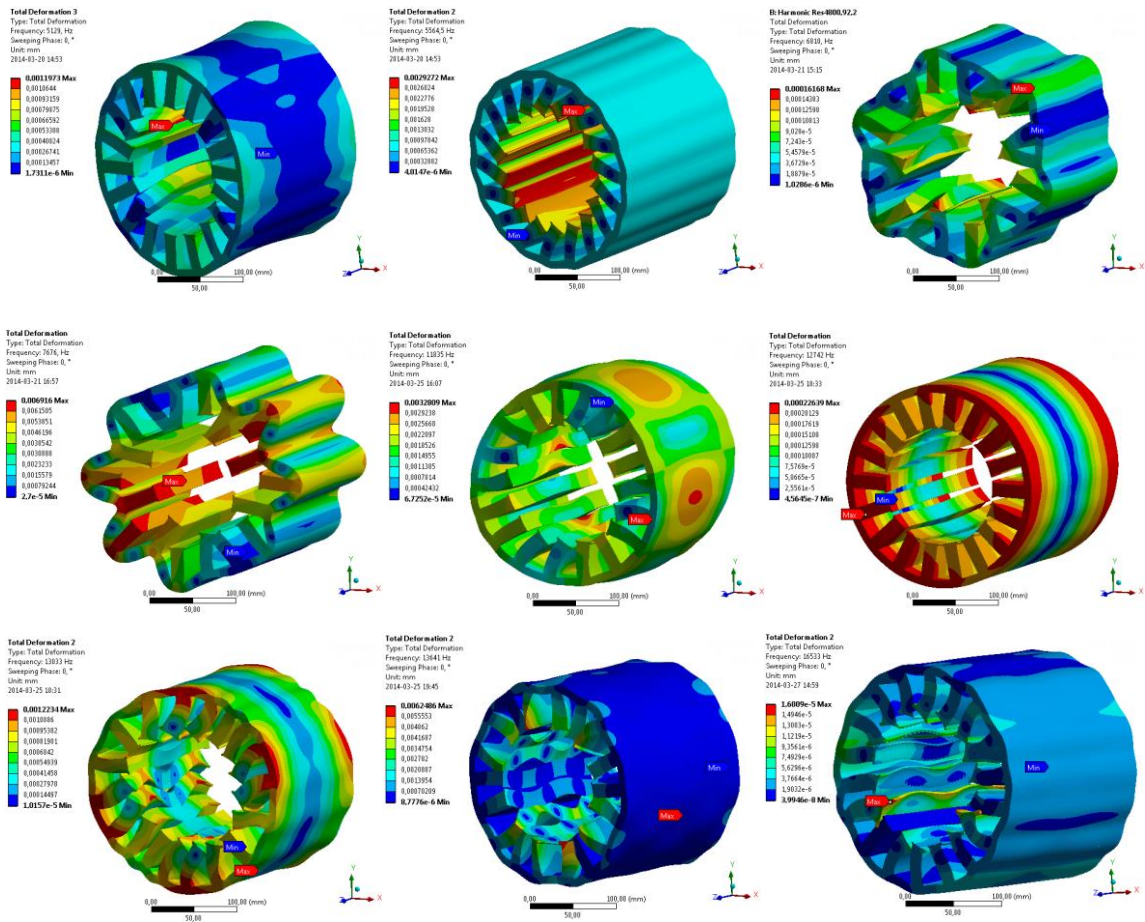 Total Deformation 3
Type: Total Deformation
Frequency: 5129, Hz
Sweeping Phase: 0, °
Unit: mm
2014-03-20 14:53
0,0011973 Max
0,0010644
0,00093159
0,00079875
0,00066592
0,00053308
0,00040024
0,00026741
0,00013457
1,7311e-6 Min
Max
Min
0,00
100,00 (mm)
50,00
Y
Z
X
Total Deformation 2
Type: Total Deformation
Frequency: 5564,5 Hz
Sweeping Phase: 0, °
Unit: mm
2014-03-20 14:53
0,0029272 Max
0,0026024
0,0022776
0,0019528
0,001628
0,0013032
0,00097842
0,00065362
0,00032882
4,0147e-6 Min
Max
Min
0,00
100,00 (mm)
50,00
Y
Z
X
B: Harmonic Res4800,92,2
Total Deformation
Type: Total Deformation
Frequency: 6010, Hz
Sweeping Phase: 0, °
Unit: mm
2014-03-21 15:15
0,00016168 Max
0,00014383
0,00012598
0,00010813
9,028e-5
7,243e-5
5,4579e-5
3,6729e-5
1,8879e-5
1,0286e-6 Min
Max
Min
0,00
100,00 (mm)
50,00
Y
Z
X
Total Deformation
Type: Total Deformation
Frequency: 7676, Hz
Sweeping Phase: 0, °
Unit: mm
2014-03-21 16:57
0,006916 Max
0,0061505
0,0053851
0,0046196
0,0038542
0,0030888
0,0023233
0,0015579
0,00079244
2,7e-5 Min
Max
Min
0,00
100,00 (mm)
50,00
Y
Z
X
Total Deformation
Type: Total Deformation
Frequency: 11835 Hz
Sweeping Phase: 0, °
Unit: mm
2014-03-25 16:07
0,0032809 Max
0,0029238
0,0025668
0,0022097
0,0018526
0,0014955
0,0011385
0,0007814
0,00042432
6,7252e-5 Min
Min
Max
0,00
100,00 (mm)
50,00
Y
Z
X
Total Deformation
Type: Total Deformation
Frequency: 12742 Hz
Sweeping Phase: 0, °
Unit: mm
2014-03-25 18:33
0,00022639 Max
0,00020129
0,00017619
0,00015108
0,00012598
0,00010087
7,5769e-5
5,0665e-5
2,5561e-5
4,5645e-7 Min
Min
Max
0,00
100,00 (mm)
50,00
Y
Z
X
Total Deformation 2
Type: Total Deformation
Frequency: 13033 Hz
Sweeping Phase: 0, °
Unit: mm
2014-03-25 18:31
0,0012234 Max
0,0010886
0,00095382
0,00081901
0,0006842
0,00054939
0,00041458
0,00027978
0,00014497
1,0157e-5 Min
Min
Max
0,00
100,00 (mm)
50,00
Y
Z
X
Total Deformation 2
Type: Total Deformation
Frequency: 13641 Hz
Sweeping Phase: 0, °
Unit: mm
2014-03-25 19:45
0,0062486 Max
0,0055553
0,004862
0,0041687
0,0034754
0,002782
0,0020887
0,0013954
0,00070209
8,7776e-6 Min
Min
Max
0,00
100,00 (mm)
50,00
Y
Z
X
Total Deformation 2
Type: Total Deformation
Frequency: 16533 Hz
Sweeping Phase: 0, °
Unit: mm
2014-03-27 14:59
1,6809e-5 Max
1,4946e-5
1,3083e-5
1,1219e-5
9,3561e-6
7,4929e-6
5,6296e-6
3,7664e-6
1,9032e-6
3,9946e-8 Min
Min
Max
0,00
100,00 (mm)
50,00
Y
Z
X